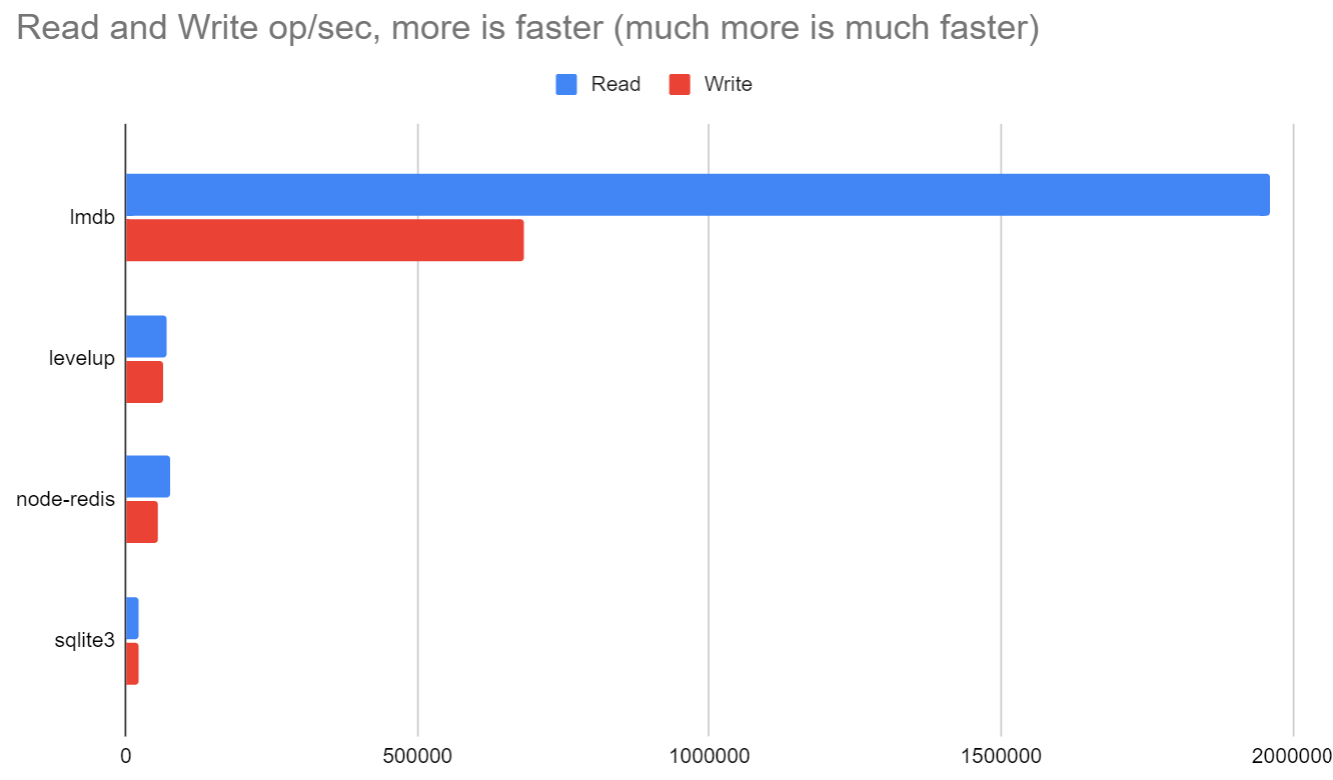 Read and Write op/sec, more is faster (much more is much faster)
Read
Write
lmdb
levelup
node-redis
sqlite3
0
500000
1000000
1500000
2000000